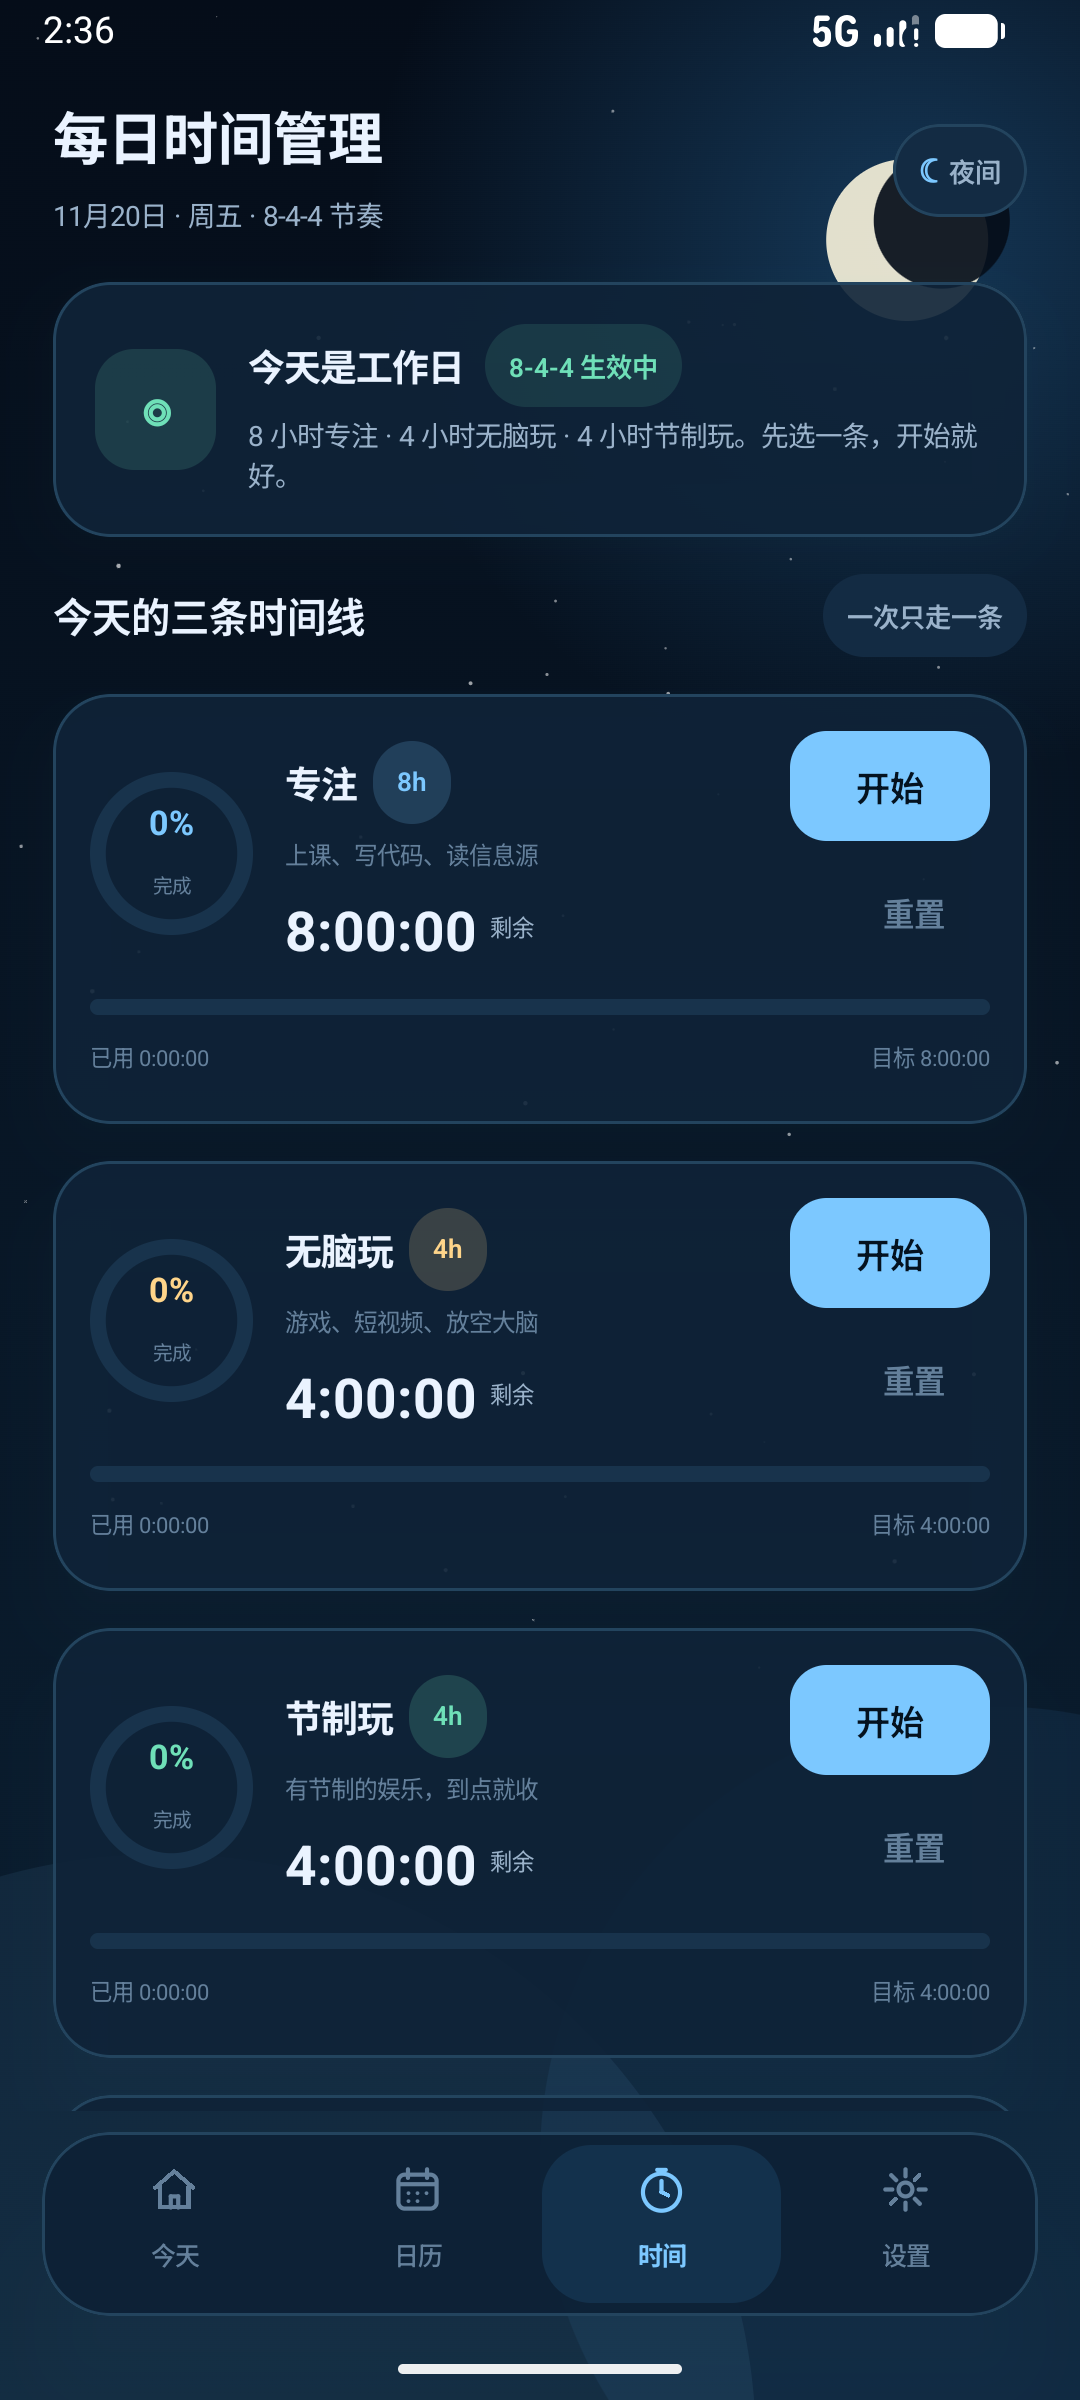 2:36
5G
每日时间管理
夜间
11月20日 · 周五 · 8-4-4 节奏
今天是工作日
8-4-4 生效中
8 小时专注 · 4 小时无脑玩 · 4 小时节制玩。先选一条，开始就
好。
今天的三条时间线
一次只走一条
0%
完成
专注
8h
上课、写代码、读信息源
8:00:00 剩余
开始
重置
已用 0:00:00
目标 8:00:00
0%
完成
无脑玩
4h
游戏、短视频、放空大脑
4:00:00 剩余
开始
重置
已用 0:00:00
目标 4:00:00
0%
完成
节制玩
4h
有节制的娱乐，到点就收
4:00:00 剩余
开始
重置
已用 0:00:00
目标 4:00:00
今天
日历
时间
设置